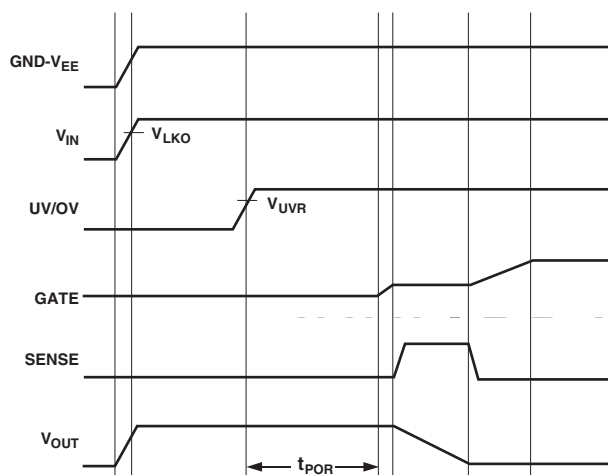 GND-VEE
VIN
VLKO
UV/OV
VUVR
GATE
SENSE
VOUT
tPOR